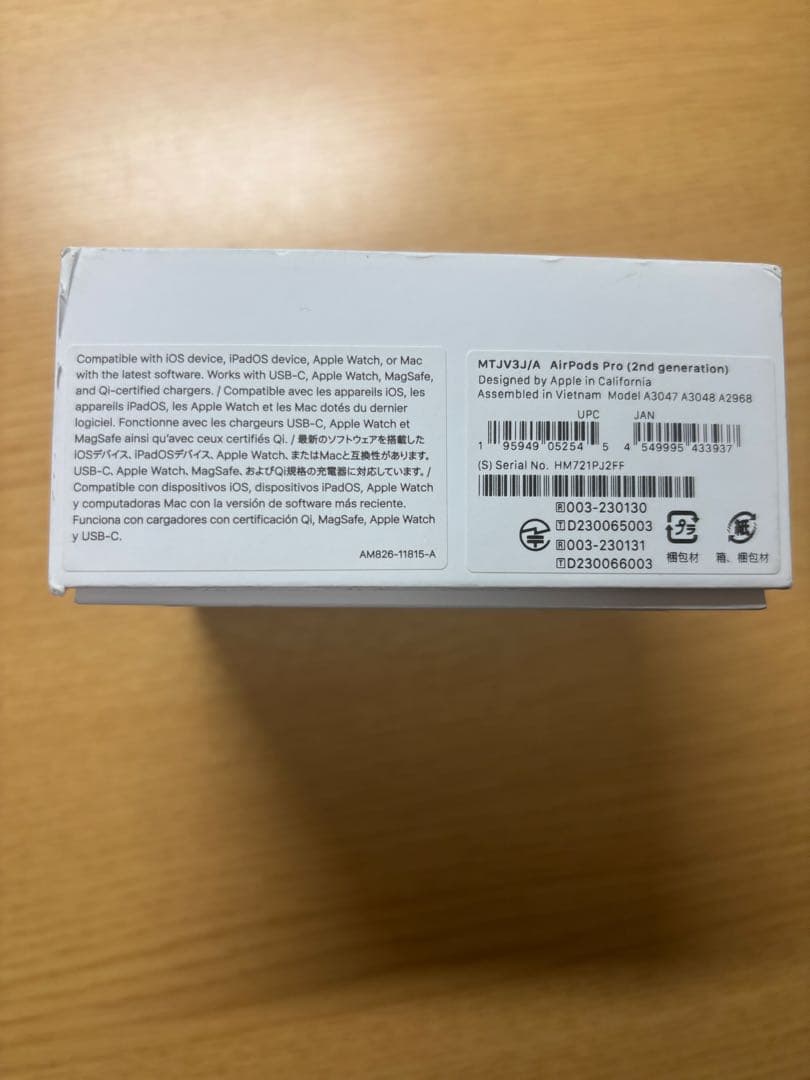 Compatible with iOS device, iPadOS device, Apple Watch, or Mac
with the latest software. Works with USB-C, Apple Watch, MagSafe,
and Qi-certified chargers. / Compatible avec les appareils iOS, les
appareils iPadOS, les Apple Watch et les Mac dotés du dernier
logiciel. Fonctionne avec les chargeurs USB-C, Apple Watch et
MagSafe ainsi qu'avec ceux certifiés Qi. / 最新のソフトウェアを搭載した
iOSデバイス、iPadOSデバイス、Apple Watch、またはMacと互換性があります。
USB-C、Apple Watch、MagSafe、およびQi規格の充電器に対応しています。/
Compatible con dispositivos iOS, dispositivos iPadOS, Apple Watch
y computadoras Mac con la versión de software más reciente.
Funciona con cargadores con certificación Qi, MagSafe, Apple Watch
y USB-C.
AM826-11815-A
MTJV3J/A AirPods Pro (2nd generation)
Designed by Apple in California
Assembled in Vietnam Model A3047 A3048 A2968
UPC JAN
1 95949 05254 5 4 549995 433937
(S) Serial No. HM721PJ2FF
R 003-230130
T D230065003
R 003-230131
T D230066003
プラ 紙
梱包材 箱、梱包材